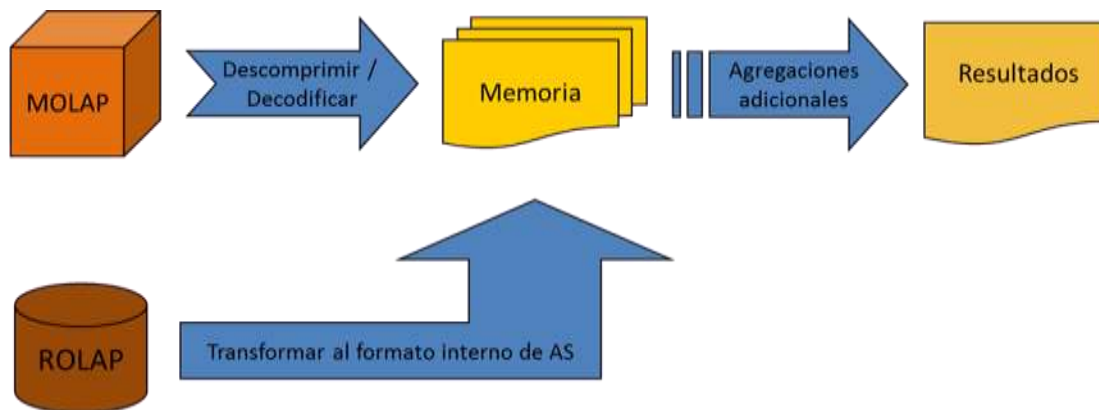 MOLAP
Descomprimir /
Decodificar
Memoria
Agregaciones
adicionales
Resultados
ROLAP
Transformar al formato interno de AS